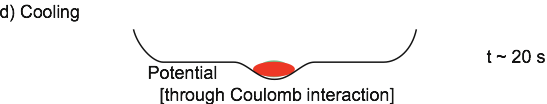 d) Cooling
t ~ 20 s
Potential
[through Coulomb interaction]